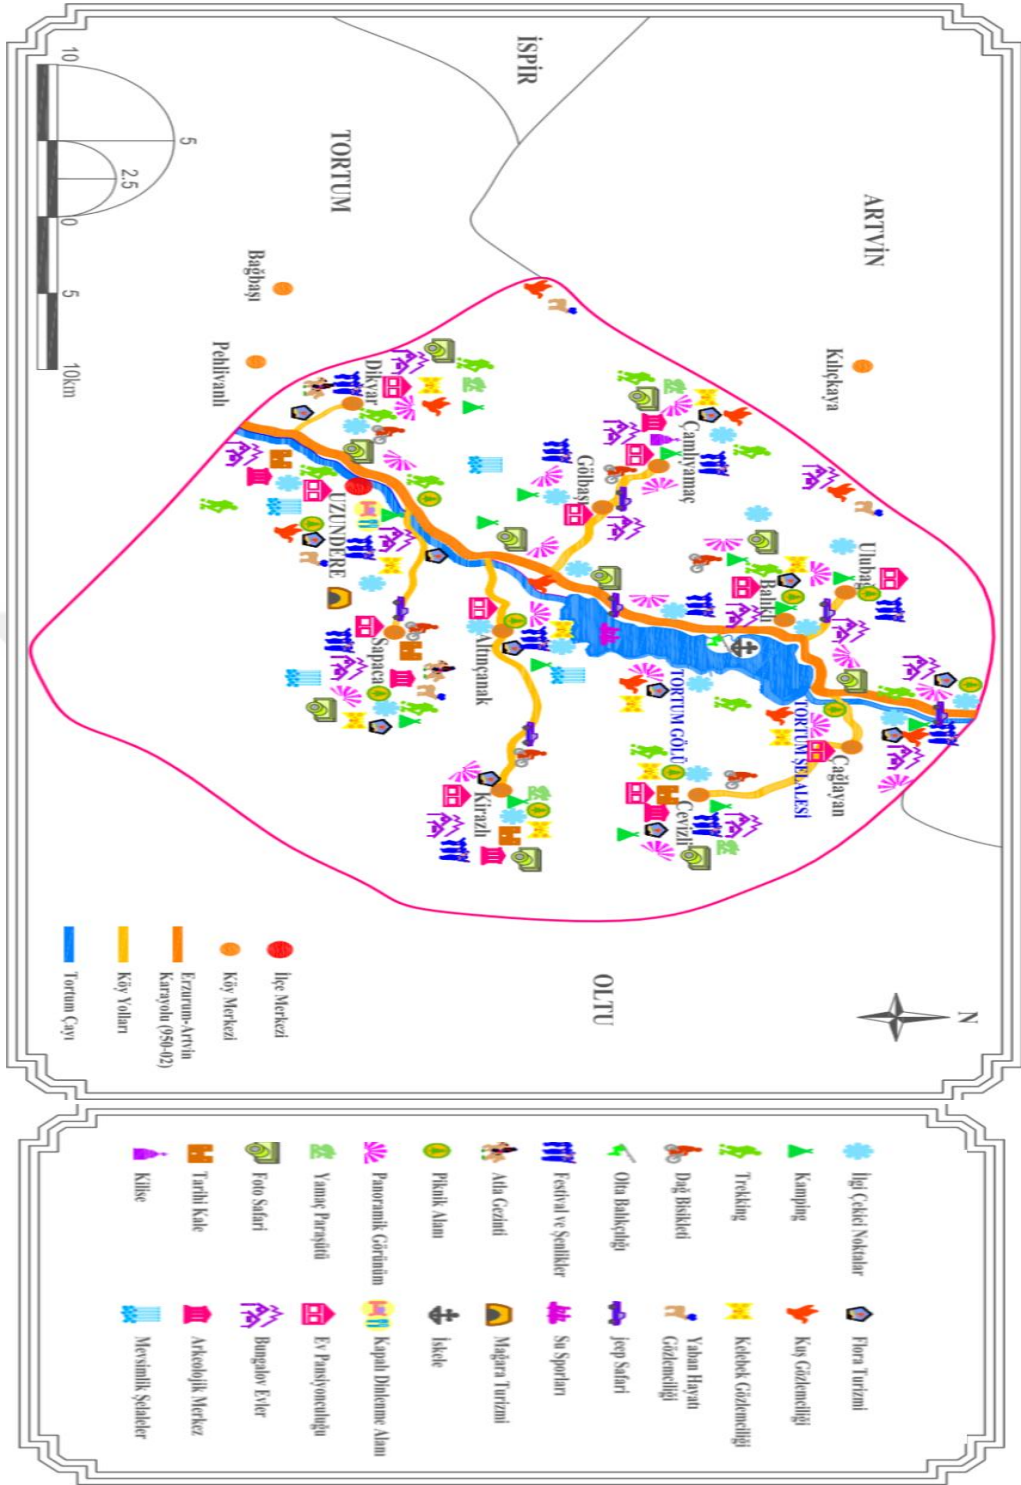 İSPİR
TORTUM
ARTVİN
OLTU
N
Bağbaşı
Pehlivanlı
Kılıçkaya
Dikyar
Çamlıyamaç
Gölbaşı
UZUNDERE
Ulubağ
Balıklı
Sapaca
Altınçanak
TORTUM GÖLÜ
TORTUM ŞELALESİ
Çağlayan
Cevizli
Kirazlı
10
5
2.5
0
5
10km
İlçe Merkezi
Köy Merkezi
Erzurum-Artvin
Karayolu (950-02)
Köy Yolları
Tortum Çayı
İlgi Çekici Noktalar
Kamping
Trekking
Dağ Bisikleti
Olta Balıkçılığı
Festival ve Şenlikler
Atla Gezinti
Piknik Alanı
Panoramik Görünüm
Yamaç Paraşütü
Foto Safari
Tarihi Kale
Kilise
Flora Turizmi
Kuş Gözlemciliği
Kelebek Gözlemciliği
Yaban Hayatı
Gözlemciliği
jeep Safari
Su Sporları
Mağara Turizmi
İskele
Kapalı Dinlenme Alanı
Ev Pansiyonculuğu
Bungalov Evler
Arkeolojik Merkez
Mevsimlik Şelaleler